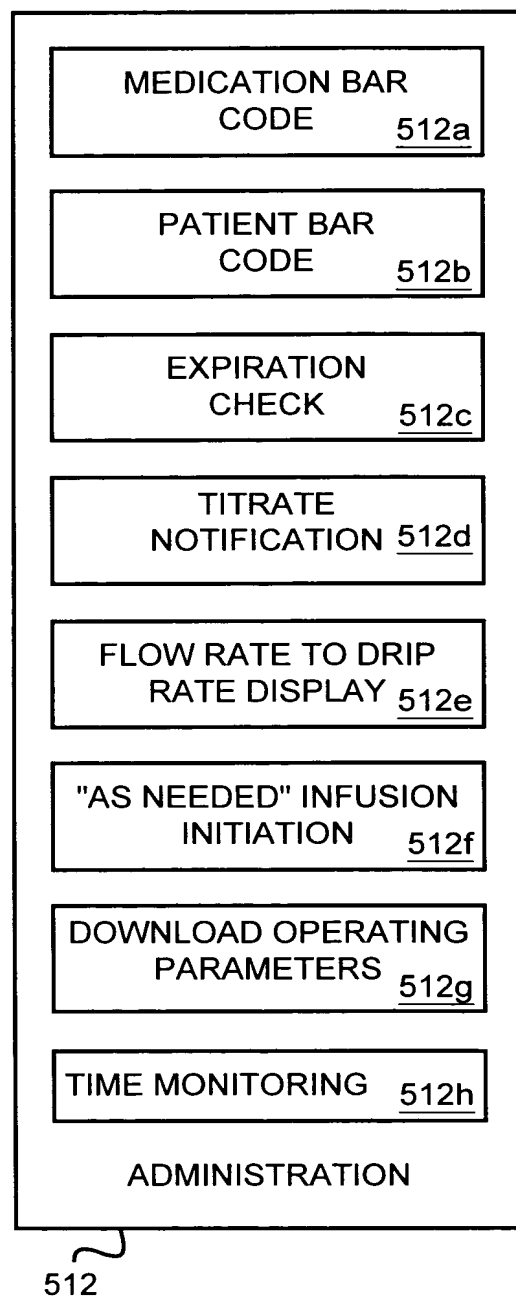 MEDICATION BAR
CODE 512a
PATIENT BAR
CODE 512b
EXPIRATION
CHECK 512c
TITRATE
NOTIFICATION 512d
FLOW RATE TO DRIP
RATE DISPLAY 512e
"AS NEEDED" INFUSION
INITIATION 512f
DOWNLOAD OPERATING
PARAMETERS 512g
TIME MONITORING 512h
ADMINISTRATION
512